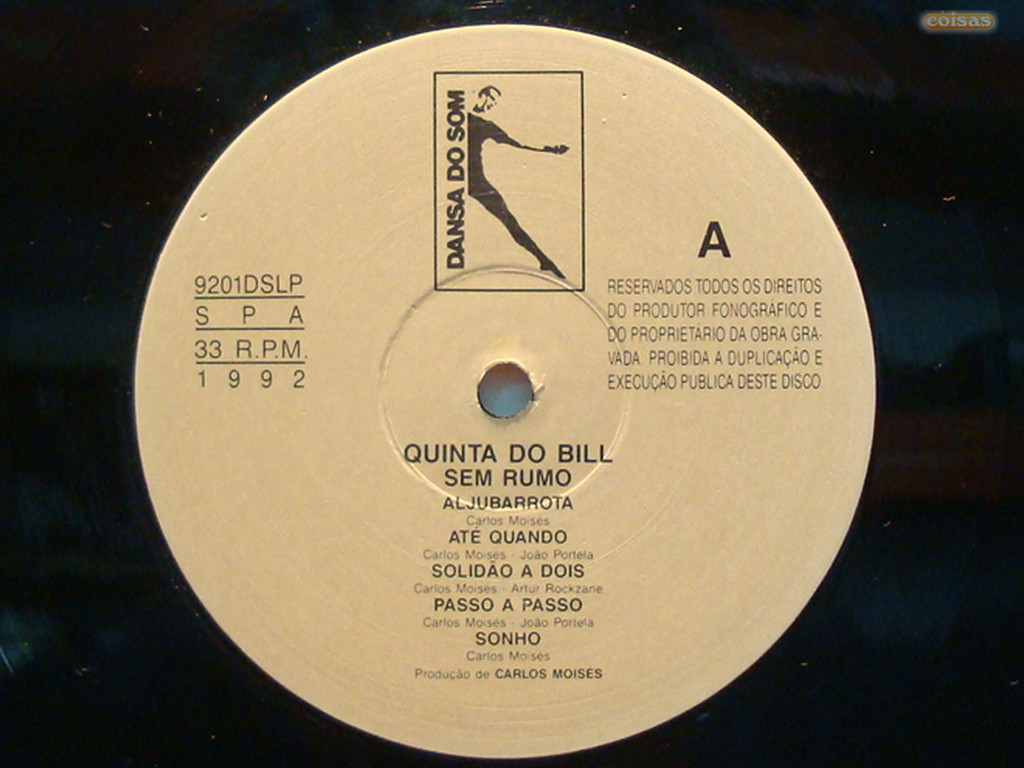 coisas
DANSA DO SOM
A
9201DSLP
S P A
33 R.P.M.
1 9 9 2
RESERVADOS TODOS OS DIREITOS
DO PRODUTOR FONOGRÁFICO E
DO PROPRIETÁRIO DA OBRA GRA-
VADA. PROIBIDA A DUPLICAÇÃO E
EXECUÇÃO PUBLICA DESTE DISCO
QUINTA DO BILL
SEM RUMO
ALJUBARROTA
Carlos Moisés
ATÉ QUANDO
Carlos Moisés - João Portela
SOLIDÃO A DOIS
Carlos Moisés - Artur Rockzane
PASSO A PASSO
Carlos Moisés - João Portela
SONHO
Carlos Moisés
Produção de CARLOS MOISÉS